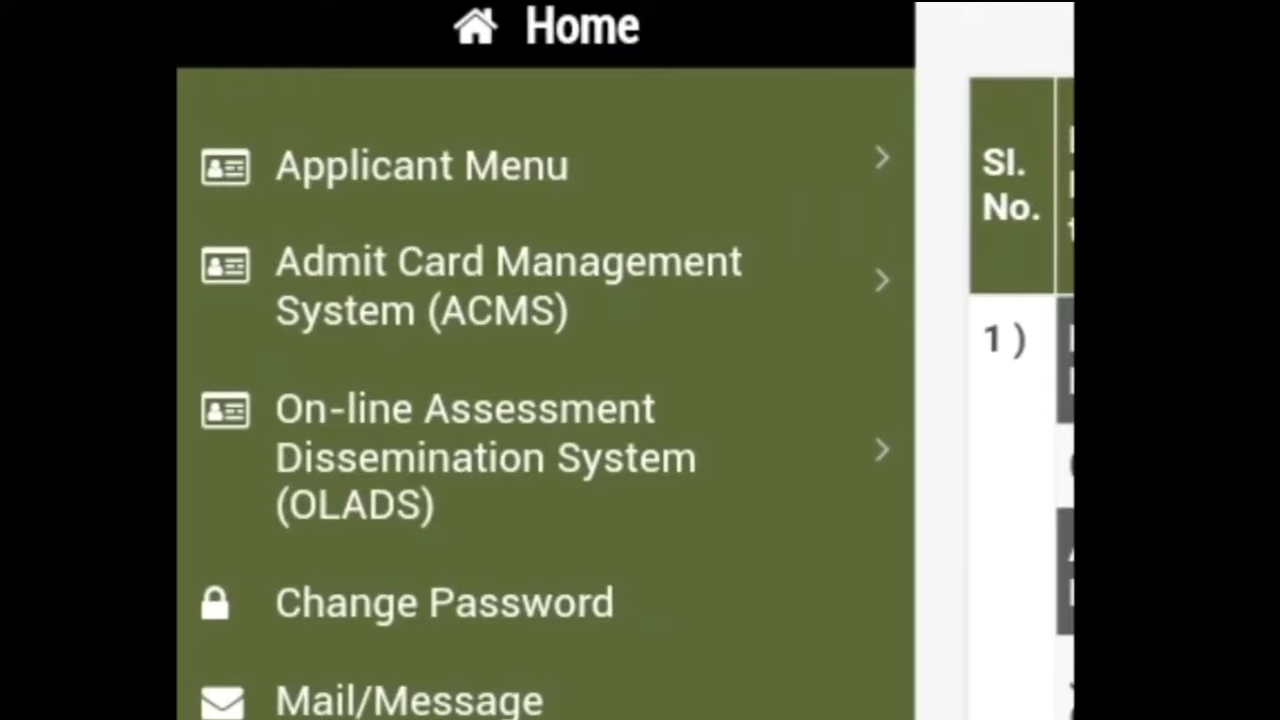 Home
Applicant Menu
Admit Card Management
System (ACMS)
On-line Assessment
Dissemination System
(OLADS)
Change Password
Mail/Message
Sl.
No.
1 )